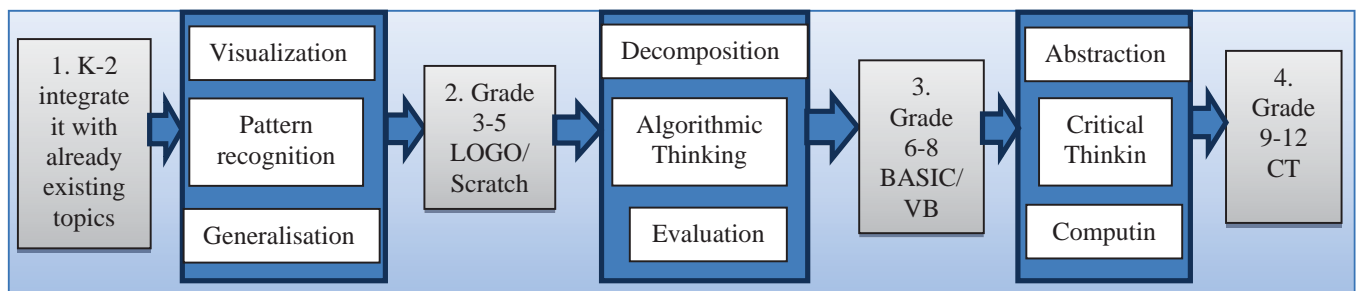 1. K-2
integrate
it with
already
existing
topics
Visualization
Pattern
recognition
Generalisation
2. Grade
3-5
LOGO/
Scratch
Decomposition
Algorithmic
Thinking
Evaluation
3.
Grade
6-8
BASIC/
VB
Abstraction
Critical
Thinkin
Computin
4.
Grade
9-12
CT